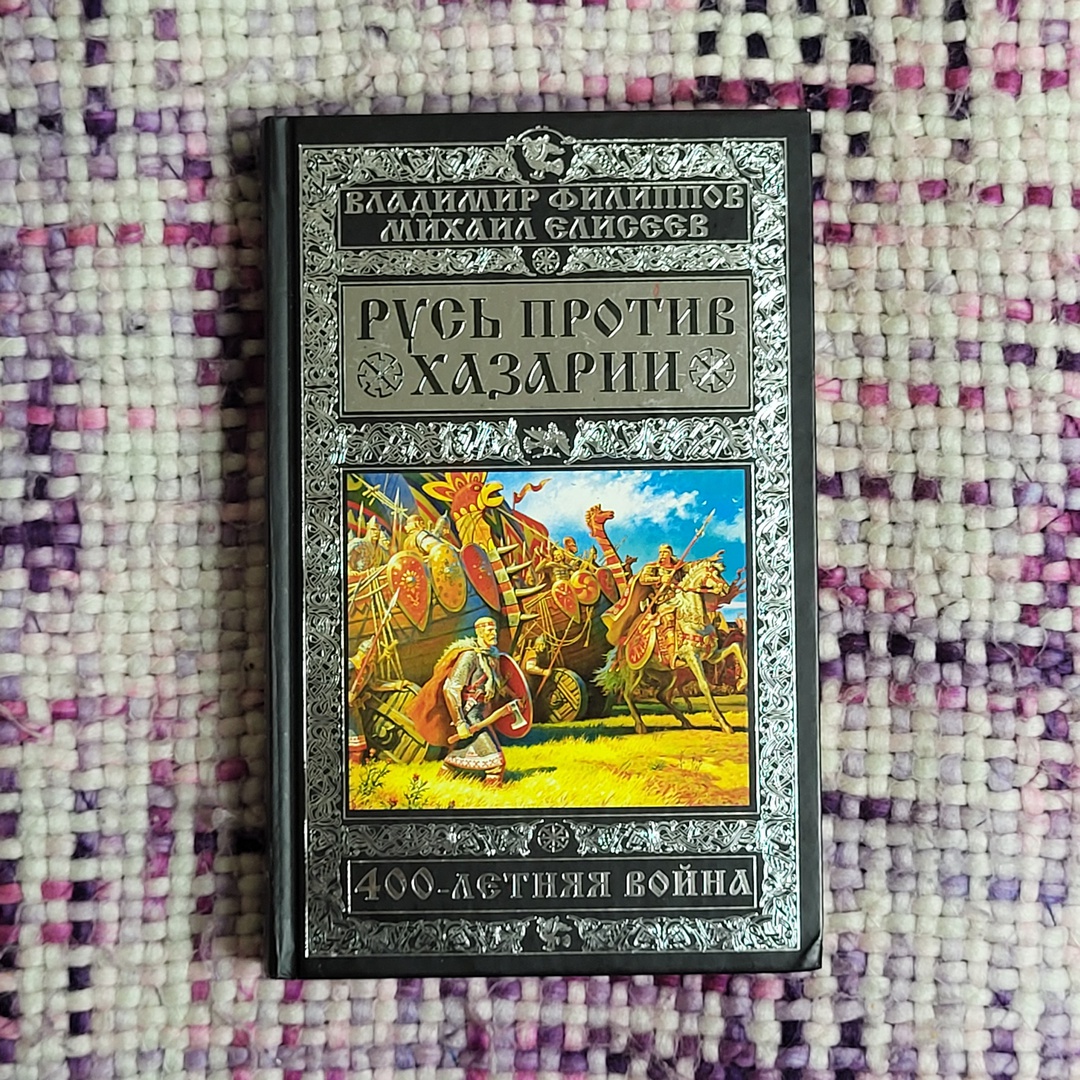 ВЛАДИМИР ФИЛИППОВ
МИХАИЛ ЕЛИСЕЕВ
РУСЬ ПРОТИВ
ХАЗАРИИ
400-ЛЕТНЯЯ ВОЙНА